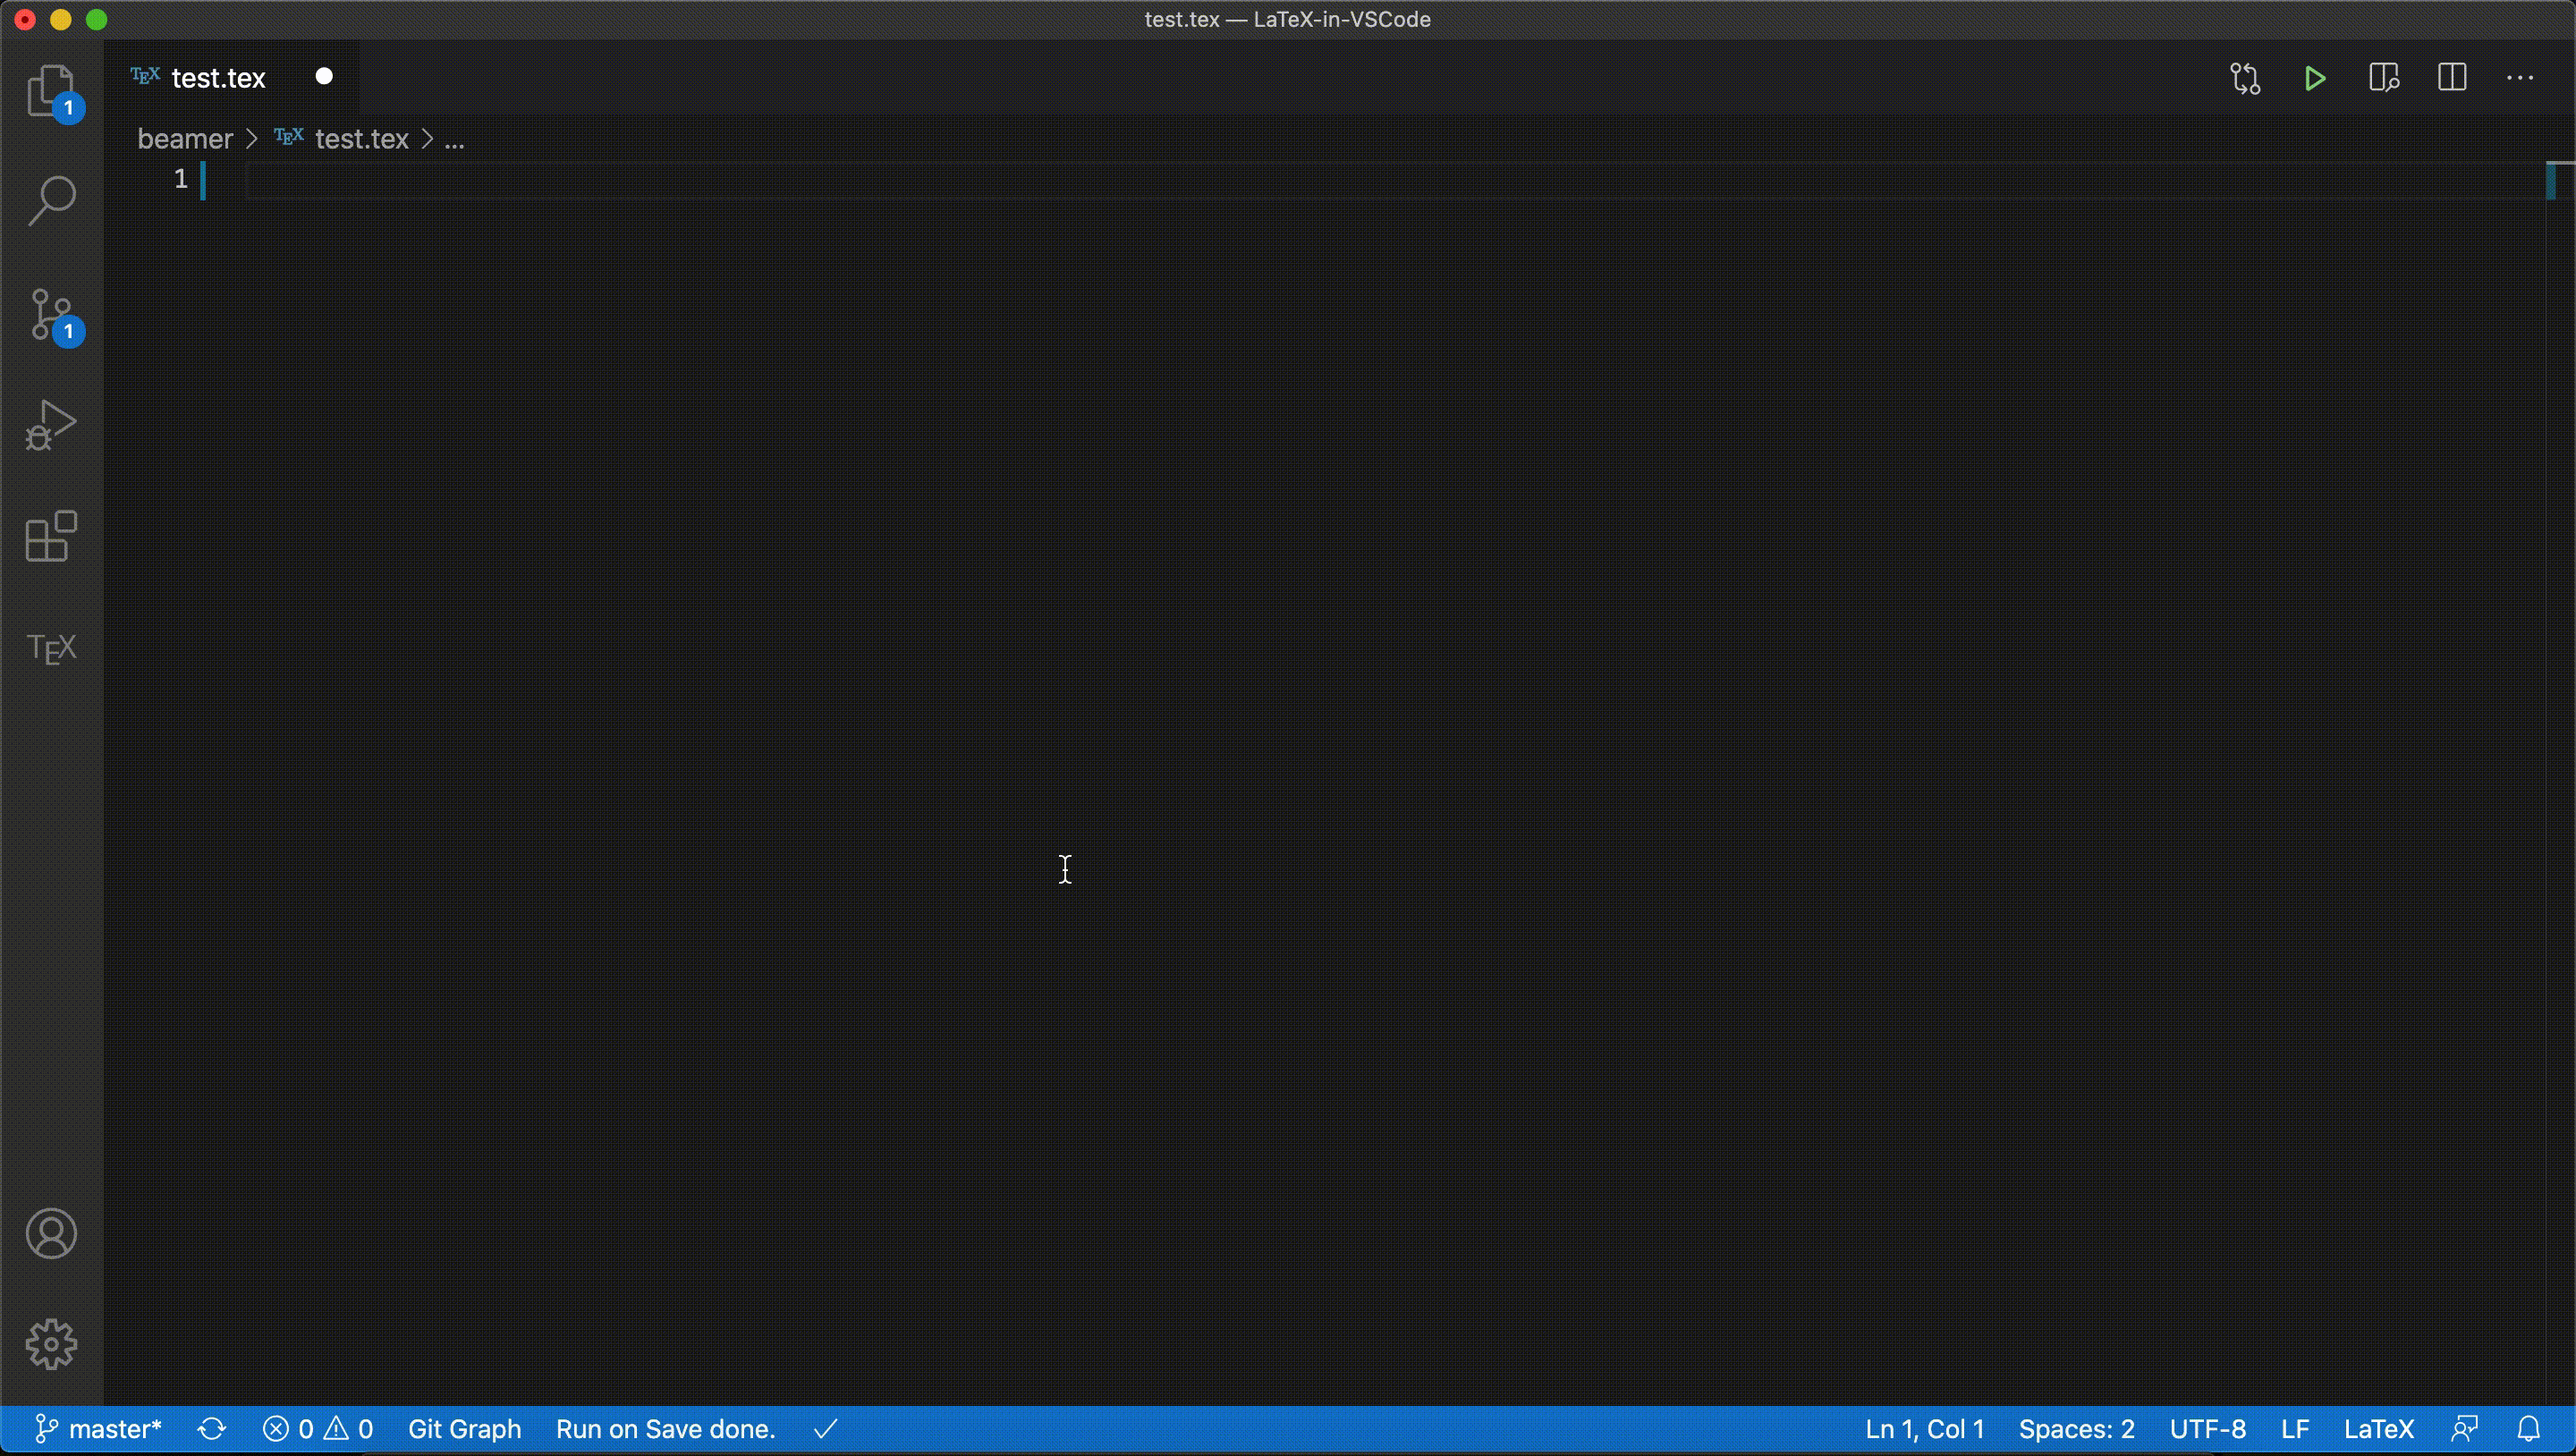 test.tex — LaTeX-in-VSCode
TEX test.tex
1
beamer > TEX test.tex > ...
1
1
TEX
master* 0 0 Git Graph Run on Save done. Ln 1, Col 1 Spaces: 2 UTF-8 LF LaTeX